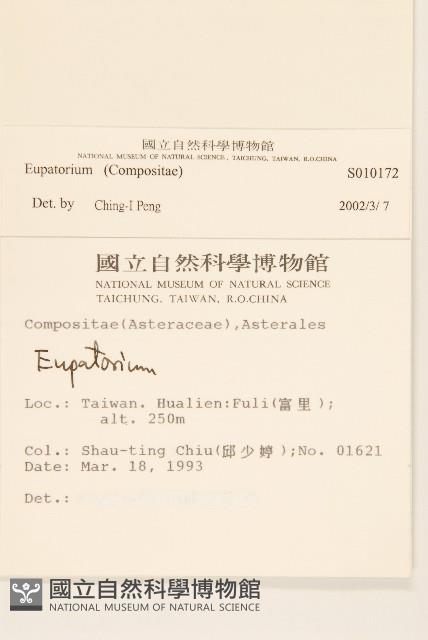 國立自然科學博物館
NATIONAL MUSEUM OF NATURAL SCIENCE, TAICHUNG, TAIWAN, R.O.CHINA
Eupatorium (Compositae) S010172
Det. by Ching-I Peng 2002/3/ 7
國立自然科學博物館
NATIONAL MUSEUM OF NATURAL SCIENCE
TAICHUNG, TAIWAN, R.O.CHINA
Compositae(Asteraceae),Asterales
Eupatorium
Loc.: Taiwan. Hualien:Fuli(富里);
alt. 250m
Col.: Shau-ting Chiu(邱少婷);No. 01621
Date: Mar. 18, 1993
Det.:
國立自然科學博物館
NATIONAL MUSEUM OF NATURAL SCIENCE